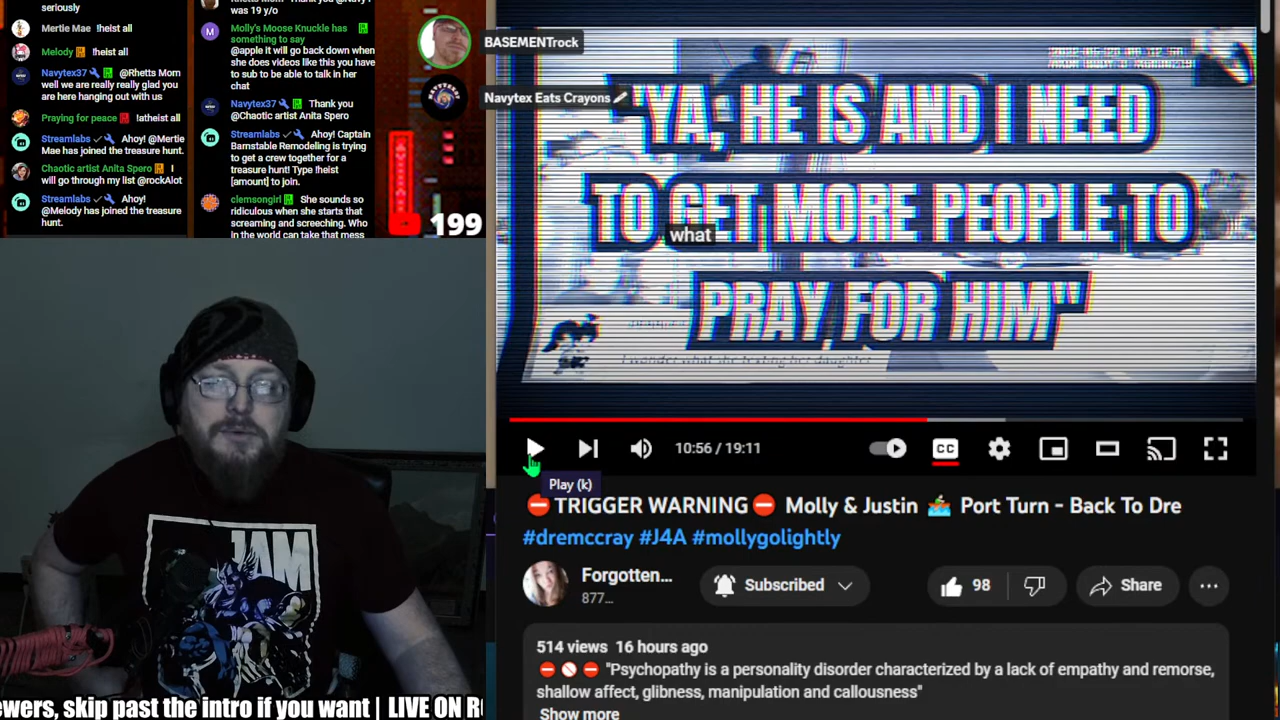 seriously
Mertie Mae !heist all
Melody !heist all
Navytex37 @Rhetts Mom
well we are really really glad you
are here hanging out with us
Praying for peace !atheist all
Streamlabs Ahoy! @Mertie
Mae has joined the treasure hunt.
Chaotic artist Anita Spero I
will go through my list @rockAlot
Streamlabs Ahoy!
@Melody has joined the treasure
hunt.
was 19 y/o
Molly's Moose Knuckle has
something to say
@apple it will go back down when
she does videos like this you have
to sub to be able to talk in her
chat
Navytex37 Thank you
@Chaotic artist Anita Spero
Streamlabs Ahoy! Captain
Barnstable Remodeling is trying
to get a crew together for a
treasure hunt! Type !heist
[amount] to join.
clemsongirl She sounds so
ridiculous when she starts that
screaming and screeching. Who
in the world can take that mess
199
BASEMENTrock
Navytex Eats Crayons
"YA, HE IS AND I NEED
TO GET MORE PEOPLE TO
what
PRAY FOR HIM"
I wonder what she texting her daughter
10:56 / 19:11
CC
Play (k)
TRIGGER WARNING Molly & Justin Port Turn - Back To Dre
#dremccray #J4A #mollygolightly
Forgotten...
877...
Subscribed
98
Share
514 views 16 hours ago
"Psychopathy is a personality disorder characterized by a lack of empathy and remorse,
shallow affect, glibness, manipulation and callousness"
Show more
JAM
ewers, skip past the intro if you want | LIVE ON R